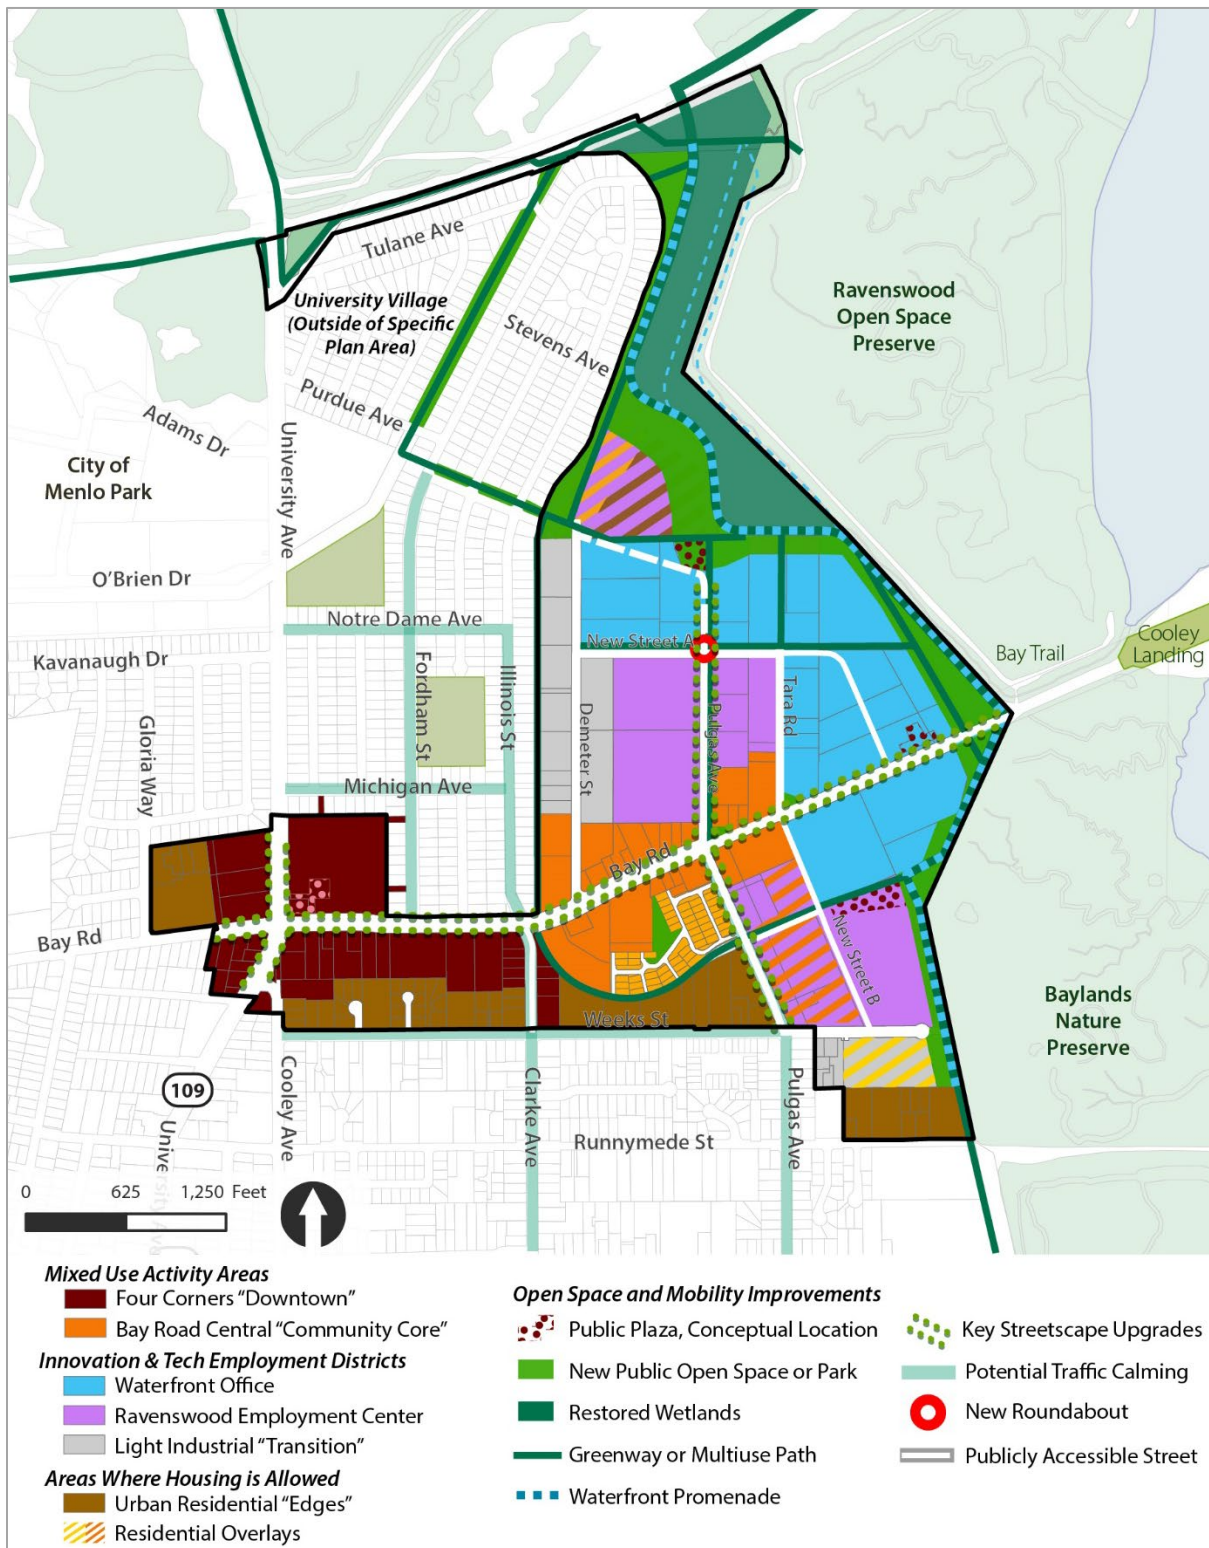 Tulane Ave
University Village
(Outside of Specific
Plan Area)
Stevens Ave
Ravenswood
Open Space
Preserve
Purdue Ave
Adams Dr
City of
Menlo Park
University Ave
O'Brien Dr
Notre Dame Ave
Kavanaugh Dr
Fordham St
Illinois St
New Street A
Demeter St
Pulgas Ave
Tara Rd
Bay Trail
Cooley
Landing
Gloria Way
Michigan Ave
Bay Rd
Bay Rd
New Street B
Baylands
Nature
Preserve
Weeks St
109
Cooley Ave
Clarke Ave
Pulgas Ave
Runnymede St
University Ave
0 625 1,250 Feet
Mixed Use Activity Areas
Four Corners "Downtown"
Bay Road Central "Community Core"
Innovation & Tech Employment Districts
Waterfront Office
Ravenswood Employment Center
Light Industrial "Transition"
Areas Where Housing is Allowed
Urban Residential "Edges"
Residential Overlays
Open Space and Mobility Improvements
Public Plaza, Conceptual Location
New Public Open Space or Park
Restored Wetlands
Greenway or Multiuse Path
Waterfront Promenade
Key Streetscape Upgrades
Potential Traffic Calming
New Roundabout
Publicly Accessible Street